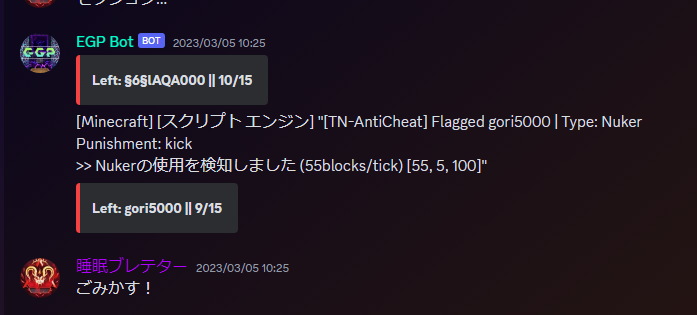 EGP Bot BOT 2023/03/05 10:25
Left: §6§lAQA000 || 10/15
[Minecraft] [スクリプト エンジン] "[TN-AntiCheat] Flagged gori5000 | Type: Nuker
Punishment: kick
>> Nukerの使用を検知しました (55blocks/tick) [55, 5, 100]"
Left: gori5000 || 9/15
睡眠ブレテター 2023/03/05 10:25
ごみかす！